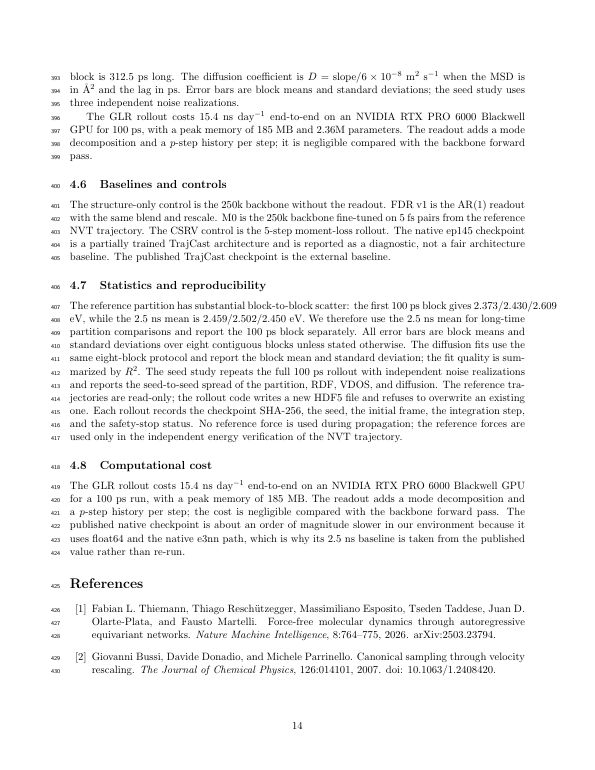 393 block is 312.5 ps long. The diffusion coefficient is D = slope/6 × 10⁻⁸ m² s⁻¹ when the MSD is
394 in Å² and the lag in ps. Error bars are block means and standard deviations; the seed study uses
395 three independent noise realizations.
396 The GLR rollout costs 15.4 ns day⁻¹ end-to-end on an NVIDIA RTX PRO 6000 Blackwell
397 GPU for 100 ps, with a peak memory of 185 MB and 2.36M parameters. The readout adds a mode
398 decomposition and a p-step history per step; it is negligible compared with the backbone forward
399 pass.
400 4.6 Baselines and controls
401 The structure-only control is the 250k backbone without the readout. FDR v1 is the AR(1) readout
402 with the same blend and rescale. M0 is the 250k backbone fine-tuned on 5 fs pairs from the reference
403 NVT trajectory. The CSRV control is the 5-step moment-loss rollout. The native ep145 checkpoint
404 is a partially trained TrajCast architecture and is reported as a diagnostic, not a fair architecture
405 baseline. The published TrajCast checkpoint is the external baseline.
406 4.7 Statistics and reproducibility
407 The reference partition has substantial block-to-block scatter: the first 100 ps block gives 2.373/2.430/2.609
408 eV, while the 2.5 ns mean is 2.459/2.502/2.450 eV. We therefore use the 2.5 ns mean for long-time
409 partition comparisons and report the 100 ps block separately. All error bars are block means and
410 standard deviations over eight contiguous blocks unless stated otherwise. The diffusion fits use the
411 same eight-block protocol and report the block mean and standard deviation; the fit quality is sum-
412 marized by R². The seed study repeats the full 100 ps rollout with independent noise realizations
413 and reports the seed-to-seed spread of the partition, RDF, VDOS, and diffusion. The reference tra-
414 jectories are read-only; the rollout code writes a new HDF5 file and refuses to overwrite an existing
415 one. Each rollout records the checkpoint SHA-256, the seed, the initial frame, the integration step,
416 and the safety-stop status. No reference force is used during propagation; the reference forces are
417 used only in the independent energy verification of the NVT trajectory.
418 4.8 Computational cost
419 The GLR rollout costs 15.4 ns day⁻¹ end-to-end on an NVIDIA RTX PRO 6000 Blackwell GPU
420 for a 100 ps run, with a peak memory of 185 MB. The readout adds a mode decomposition and
421 a p-step history per step; the cost is negligible compared with the backbone forward pass. The
422 published native checkpoint is about an order of magnitude slower in our environment because it
423 uses float64 and the native e3nn path, which is why its 2.5 ns baseline is taken from the published
424 value rather than re-run.
425 References
426 [1] Fabian L. Thiemann, Thiago Reschützegger, Massimiliano Esposito, Tseden Taddese, Juan D.
427 Olarte-Plata, and Fausto Martelli. Force-free molecular dynamics through autoregressive
428 equivariant networks. Nature Machine Intelligence, 8:764–775, 2026. arXiv:2503.23794.
429 [2] Giovanni Bussi, Davide Donadio, and Michele Parrinello. Canonical sampling through velocity
430 rescaling. The Journal of Chemical Physics, 126:014101, 2007. doi: 10.1063/1.2408420.
14